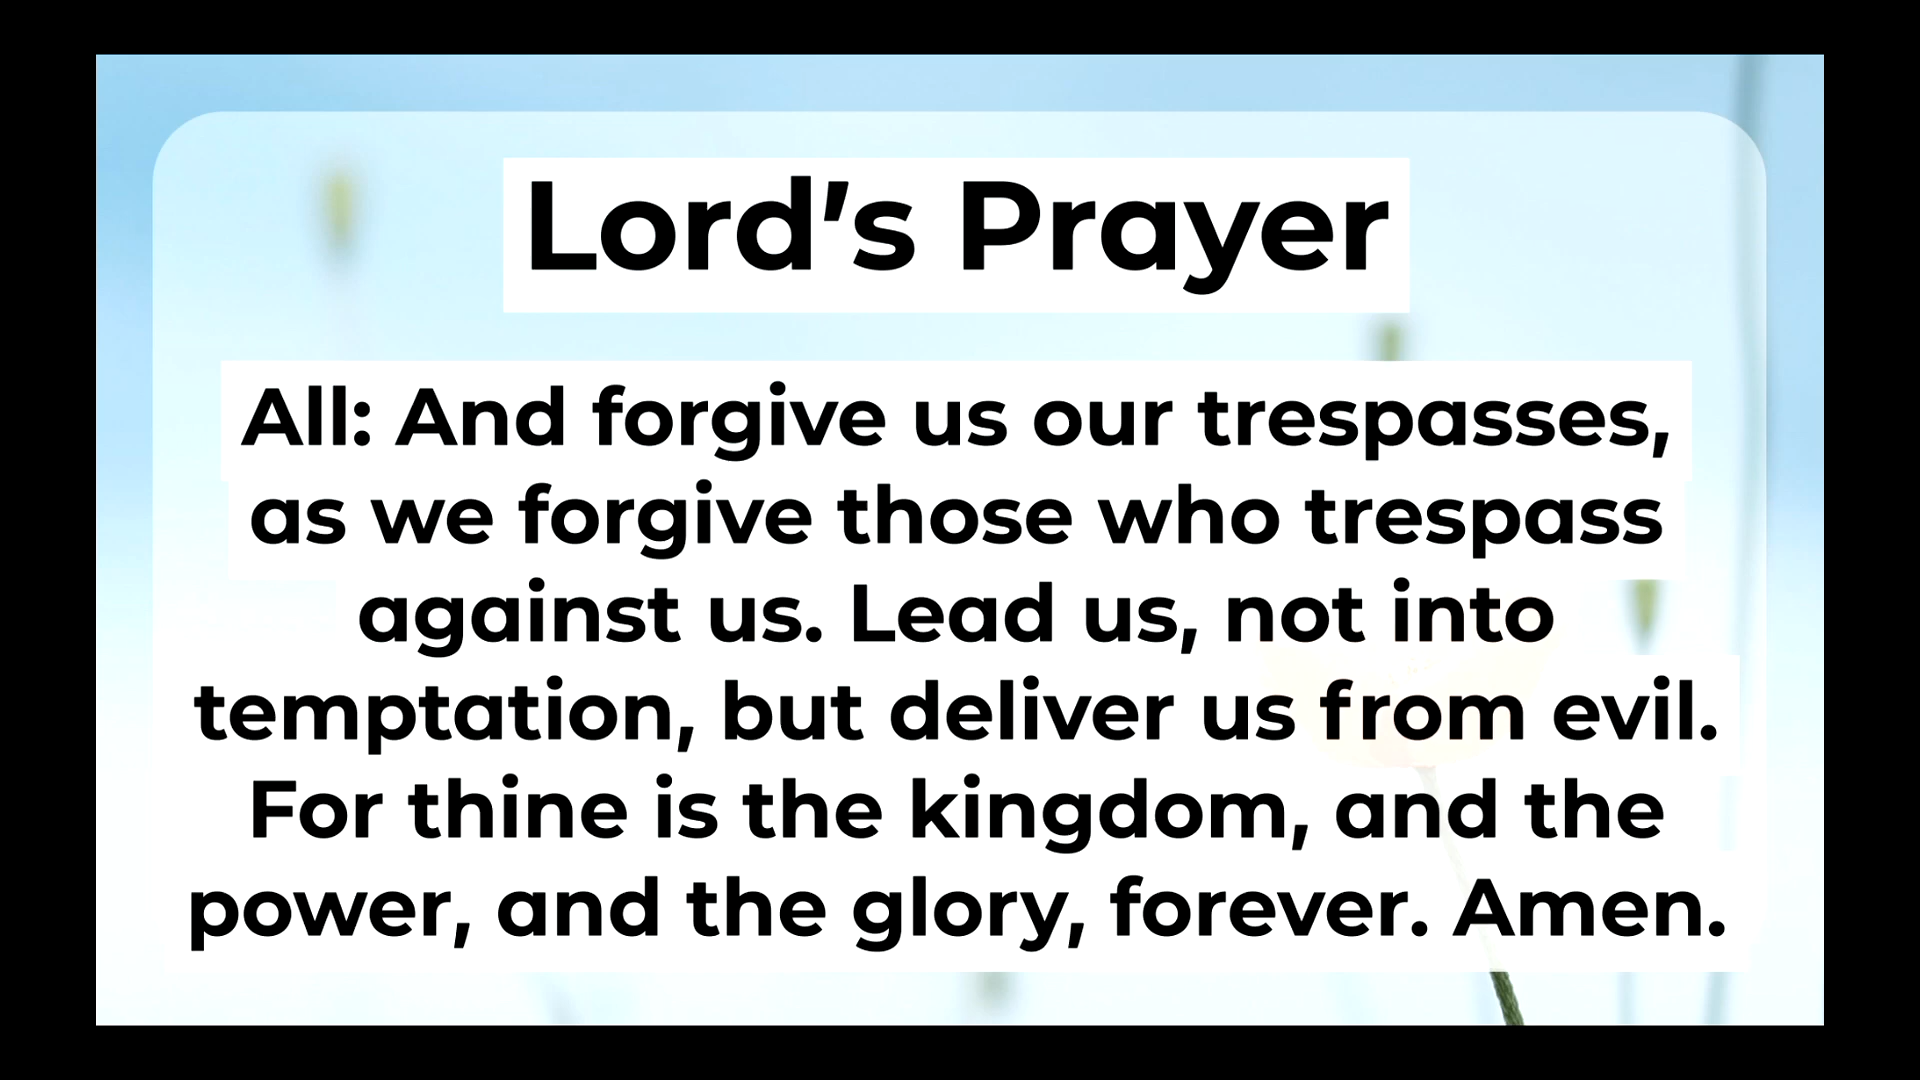 Lord’s Prayer
All: And forgive us our trespasses,
as we forgive those who trespass
against us. Lead us, not into
temptation, but deliver us from evil.
For thine is the kingdom, and the
power, and the glory, forever. Amen.